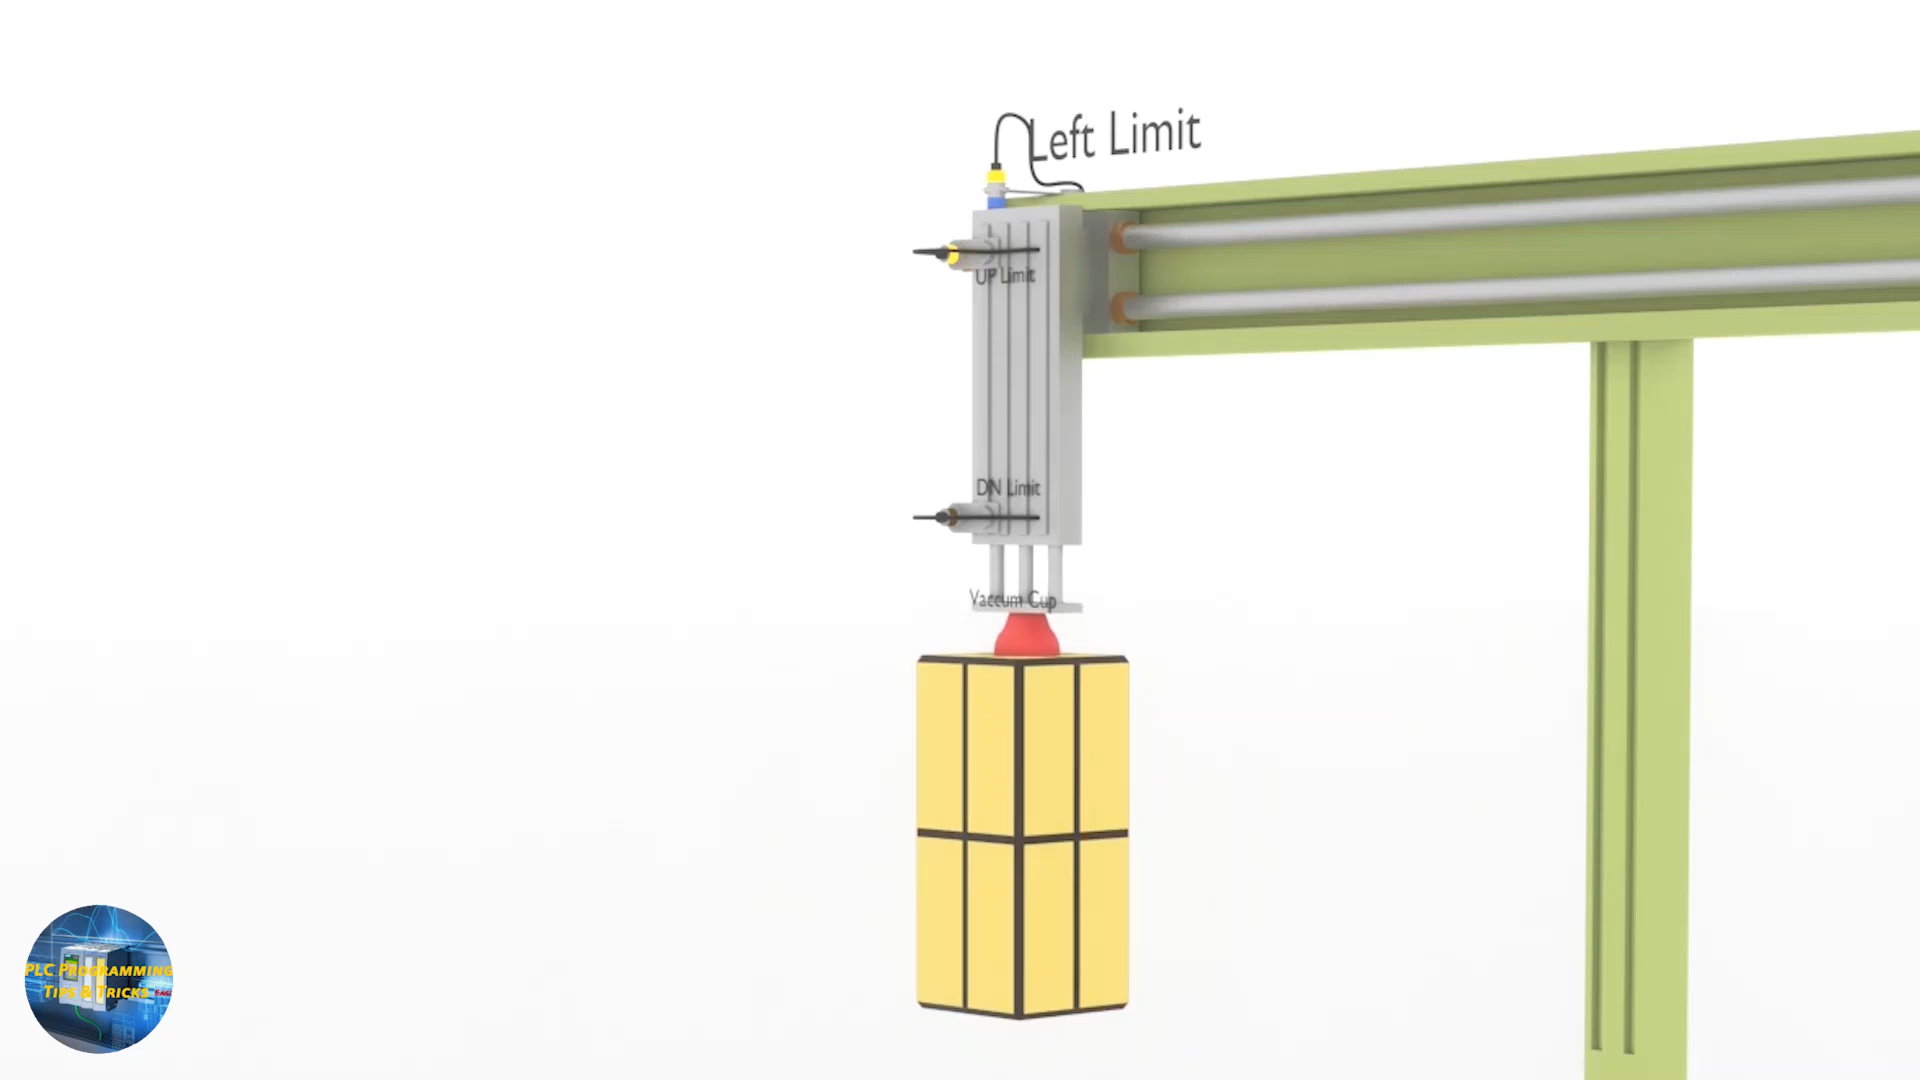 Left Limit
UP Limit
DN Limit
Vaccum Cup
PLC Programming
Tips & Tricks